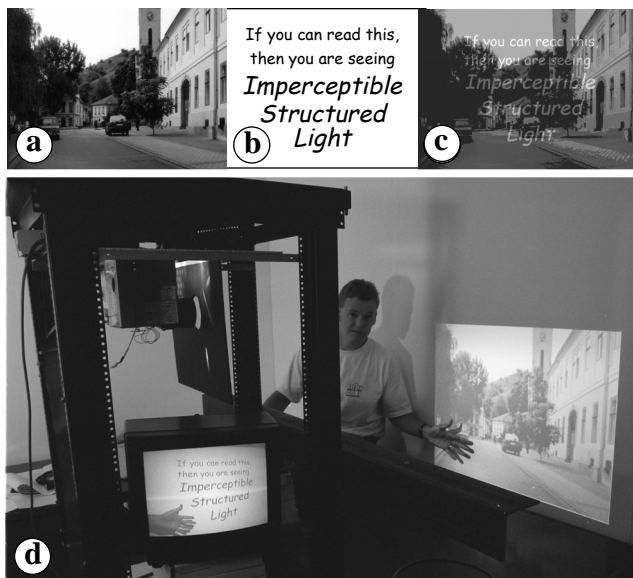 a
If you can read this,
then you are seeing
Imperceptible
Structured
Light
b
If you can read this,
then you are seeing
Imperceptible
Structured
Light
c
If you can read this,
then you are seeing
Imperceptible
Structured
Light
d